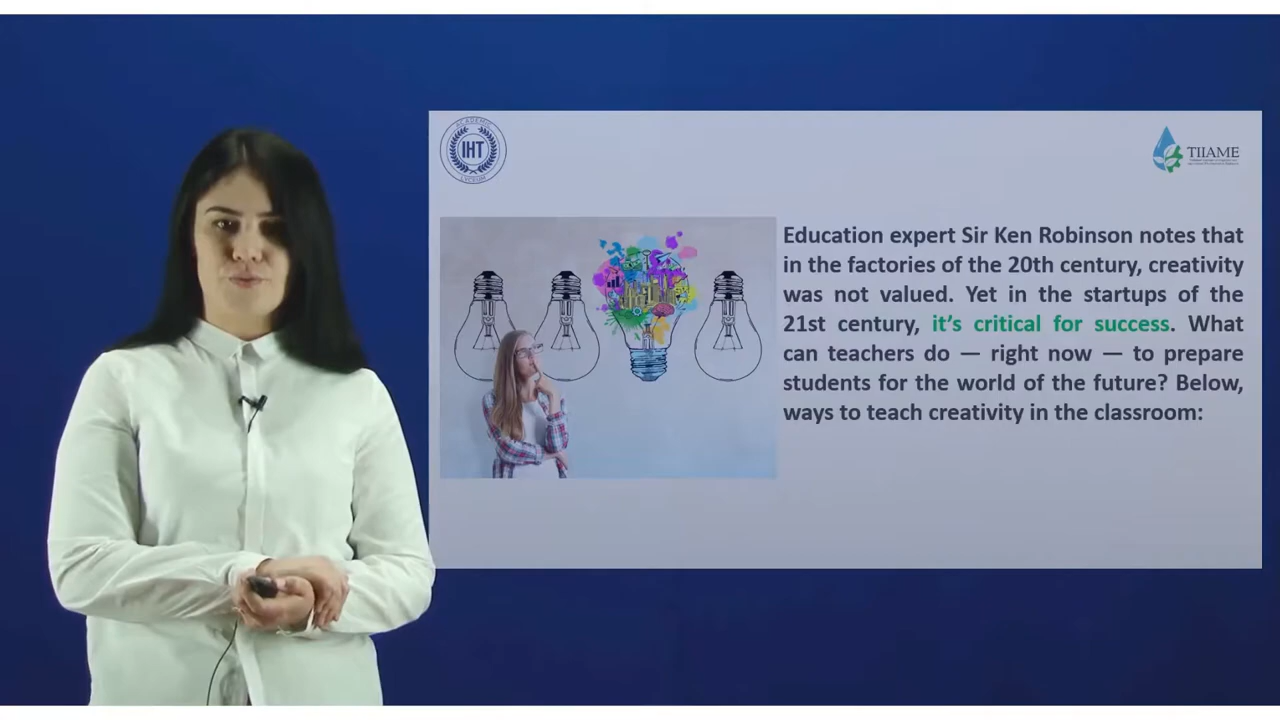 ACADEMIC
IHT
LYCEUM
TIIAME
Education expert Sir Ken Robinson notes that
in the factories of the 20th century, creativity
was not valued. Yet in the startups of the
21st century, it’s critical for success. What
can teachers do — right now — to prepare
students for the world of the future? Below,
ways to teach creativity in the classroom: